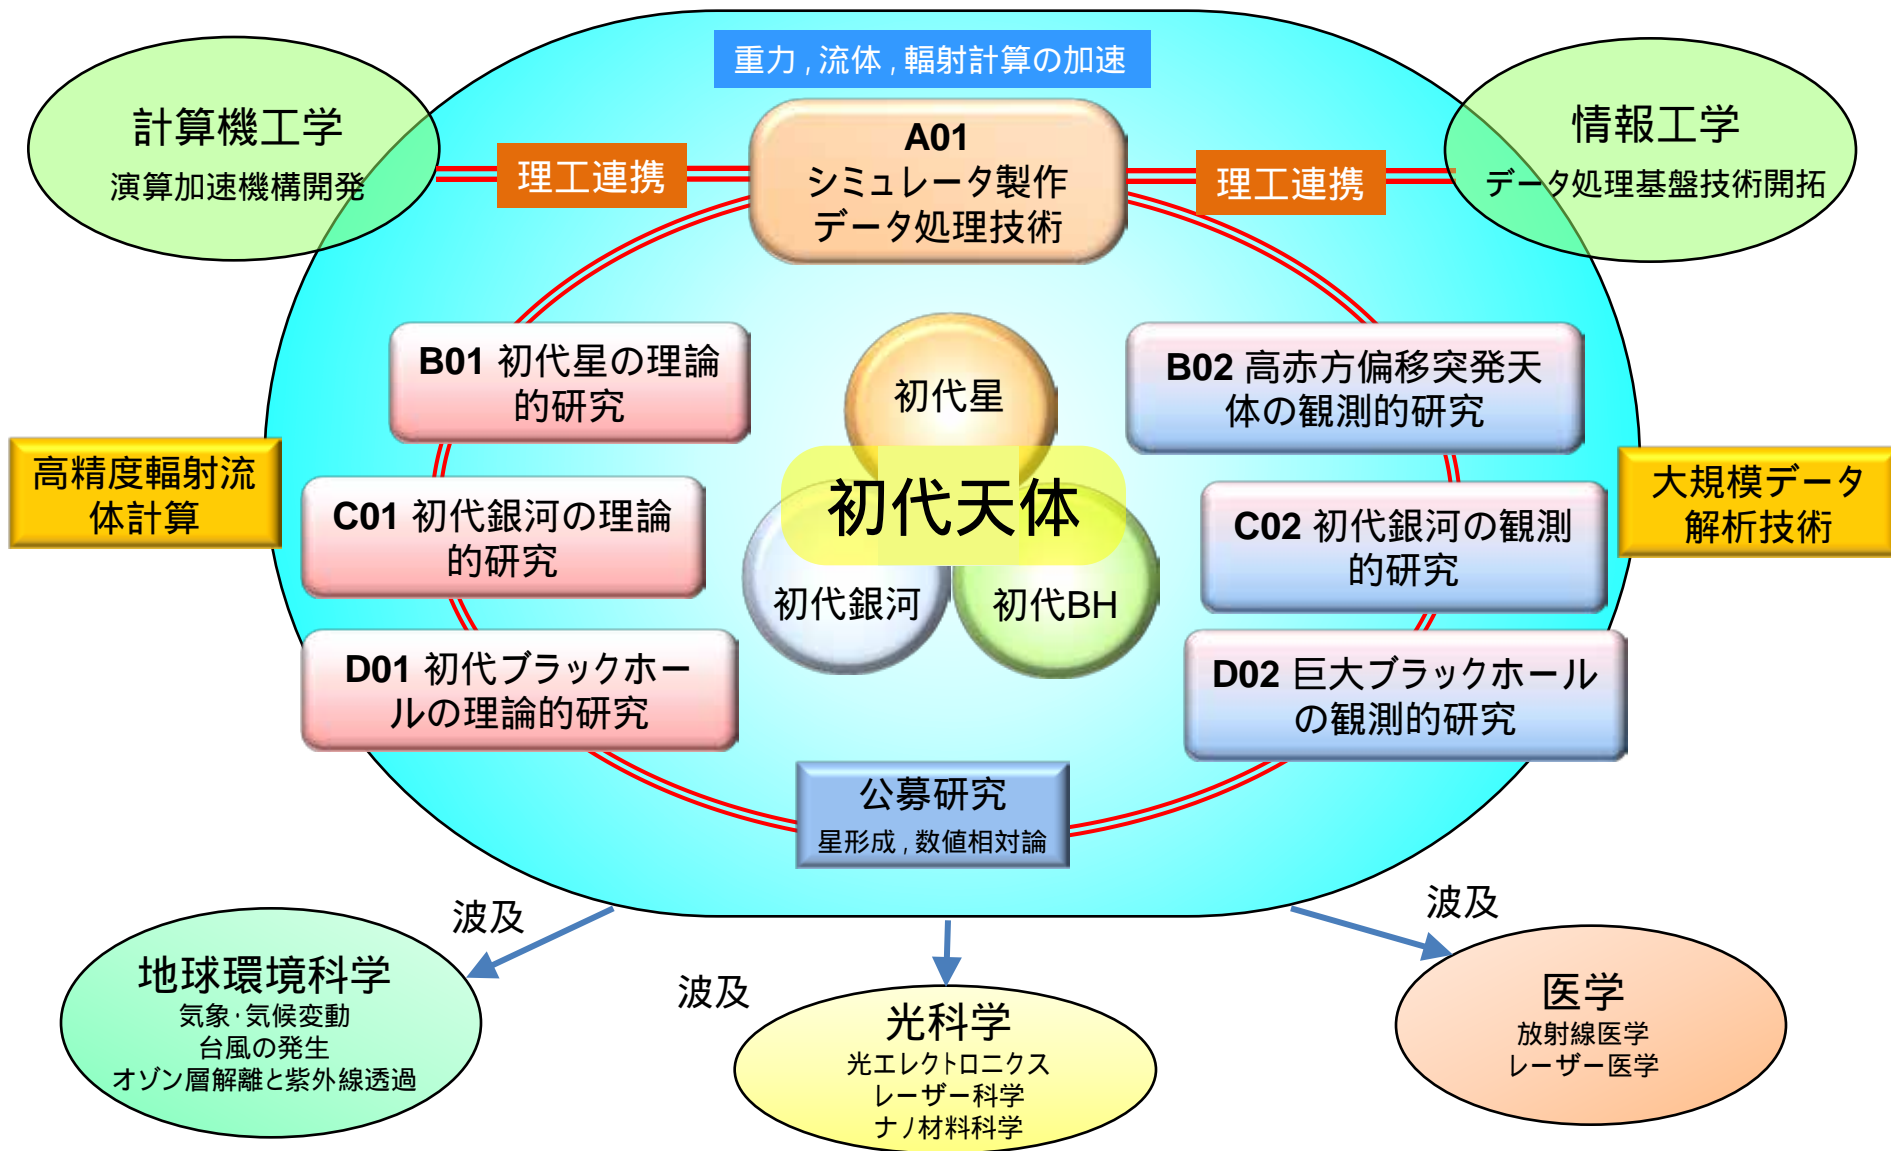 重力 , 流体 , 輻射計算の加速
計算機工学
演算加速機構開発
理工連携
A01
シミュレータ製作
データ処理技術
理工連携
情報工学
データ処理基盤技術開拓
B01 初代星の理論
的研究
初代星
B02 高赤方偏移突発天
体の観測的研究
高精度輻射流
体計算
C01 初代銀河の理論
的研究
初代天体
C02 初代銀河の観測
的研究
大規模データ
解析技術
初代銀河
初代BH
D01 初代ブラックホー
ルの理論的研究
D02 巨大ブラックホール
の観測的研究
公募研究
星形成 , 数値相対論
波及
波及
波及
地球環境科学
気象・気候変動
台風の発生
オゾン層解離と紫外線透過
光科学
光エレクトロニクス
レーザー科学
ナノ材料科学
医学
放射線医学
レーザー医学